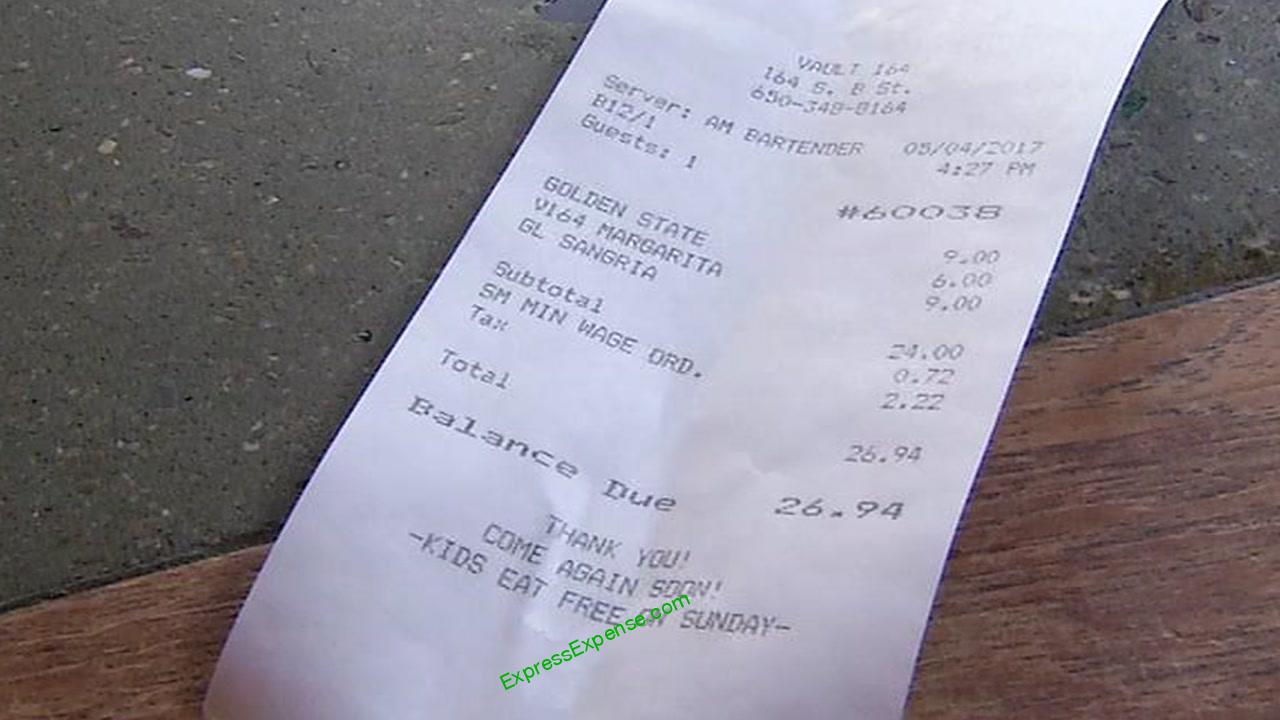 VAULT 164
164 S. B St.
650-348-8164
Server: AM BARTENDER 05/04/2017
B12/1 4:27 PM
Guests: 1
#60038
GOLDEN STATE 9.00
V164 MARGARITA 6.00
GL SANGRIA 9.00
Subtotal 24.00
SM MIN WAGE ORD. 0.72
Tax 2.22
Total 26.94
Balance Due 26.94
THANK YOU!
COME AGAIN SOON!
-KIDS EAT FREE ON SUNDAY-
ExpressExpense.com